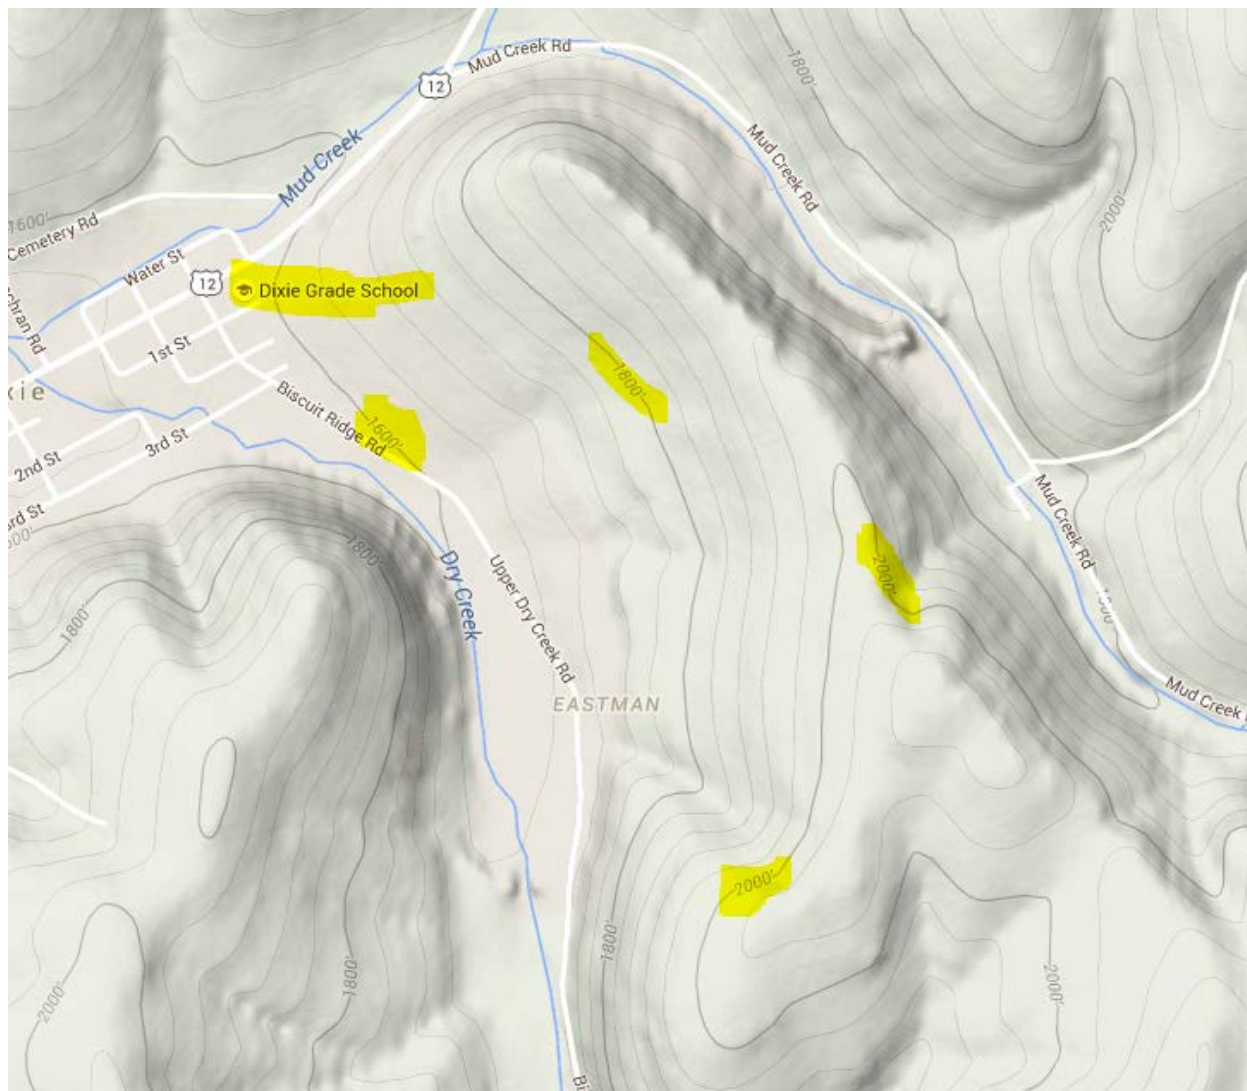 Mud Creek Rd
12
1800'
Mud Creek
Mud Creek Rd
2000'
1600'
Cemetery Rd
Water St
12
Dixie Grade School
chran Rd
1st St
1800'
xie
Biscuit Ridge Rd
1600'
3rd St
2nd St
Mud Creek Rd
3rd St
1800'
2000'
Dry Creek
Upper Dry Creek Rd
1800'
Mud Creek
EASTMAN
2000'
1800'
1800'
2000'
2000'
Bi